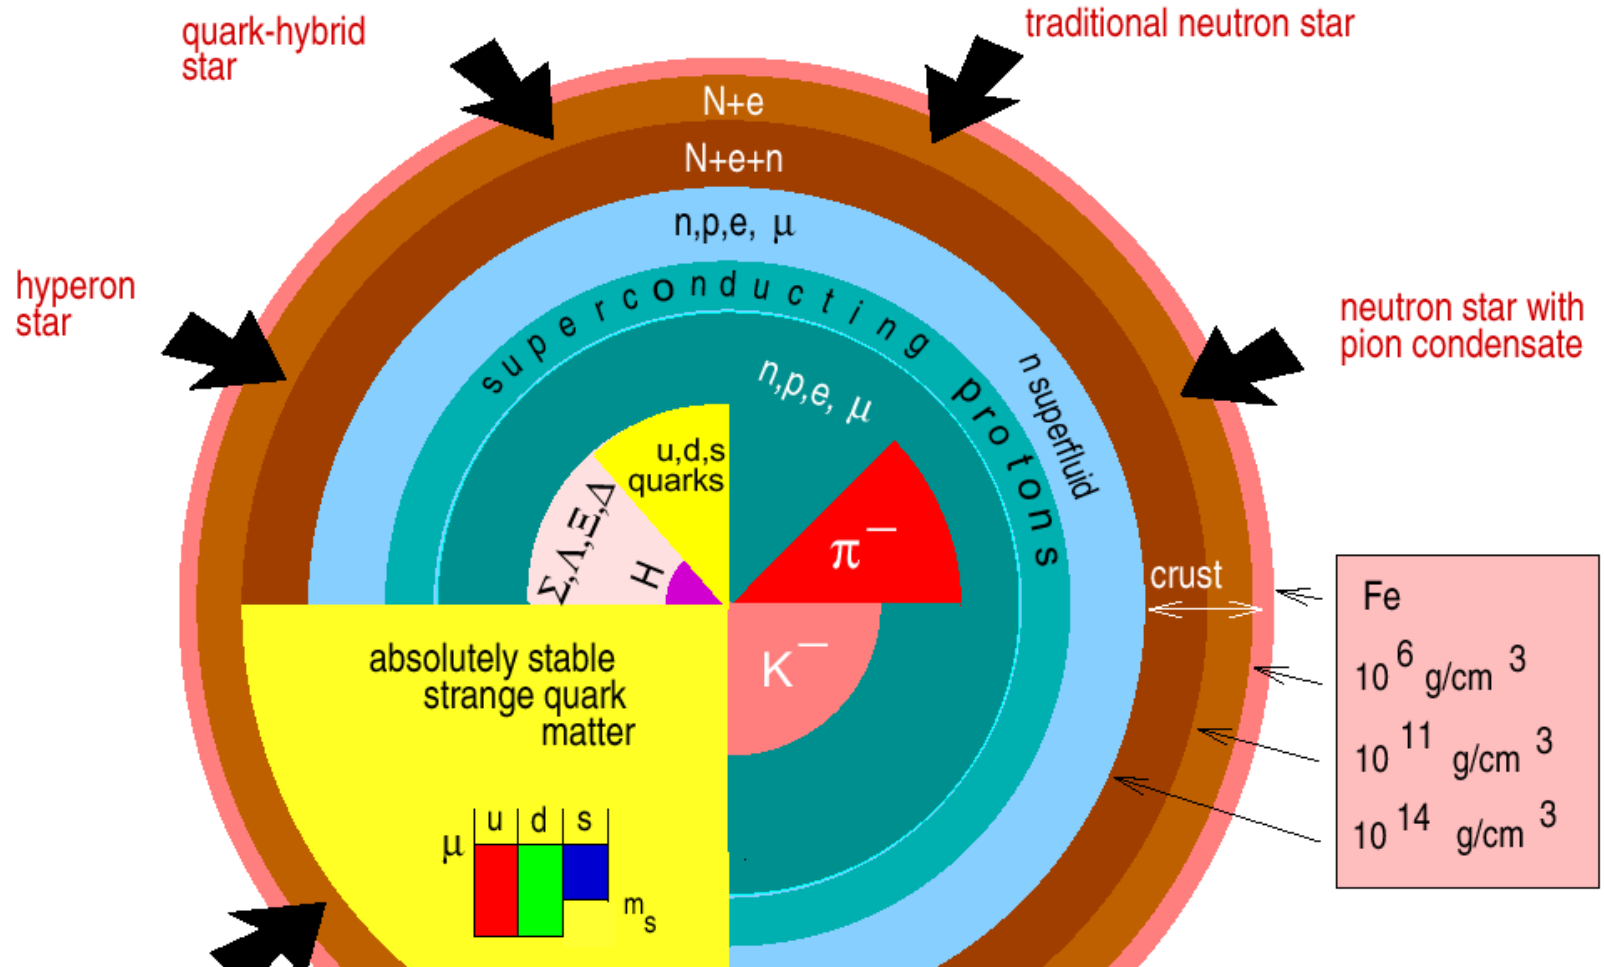 quark-hybrid
star
traditional neutron star
N+e
N+e+n
n,p,e, μ
hyperon
star
superconducting protons
neutron star with
pion condensate
n superfluid
n,p,e, μ
u,d,s
quarks
Σ,Λ,Ξ,Δ
H
π⁻
crust
K⁻
Fe
10⁶ g/cm³
10¹¹ g/cm³
10¹⁴ g/cm³
absolutely stable
strange quark
matter
u d s
μ
mₛ